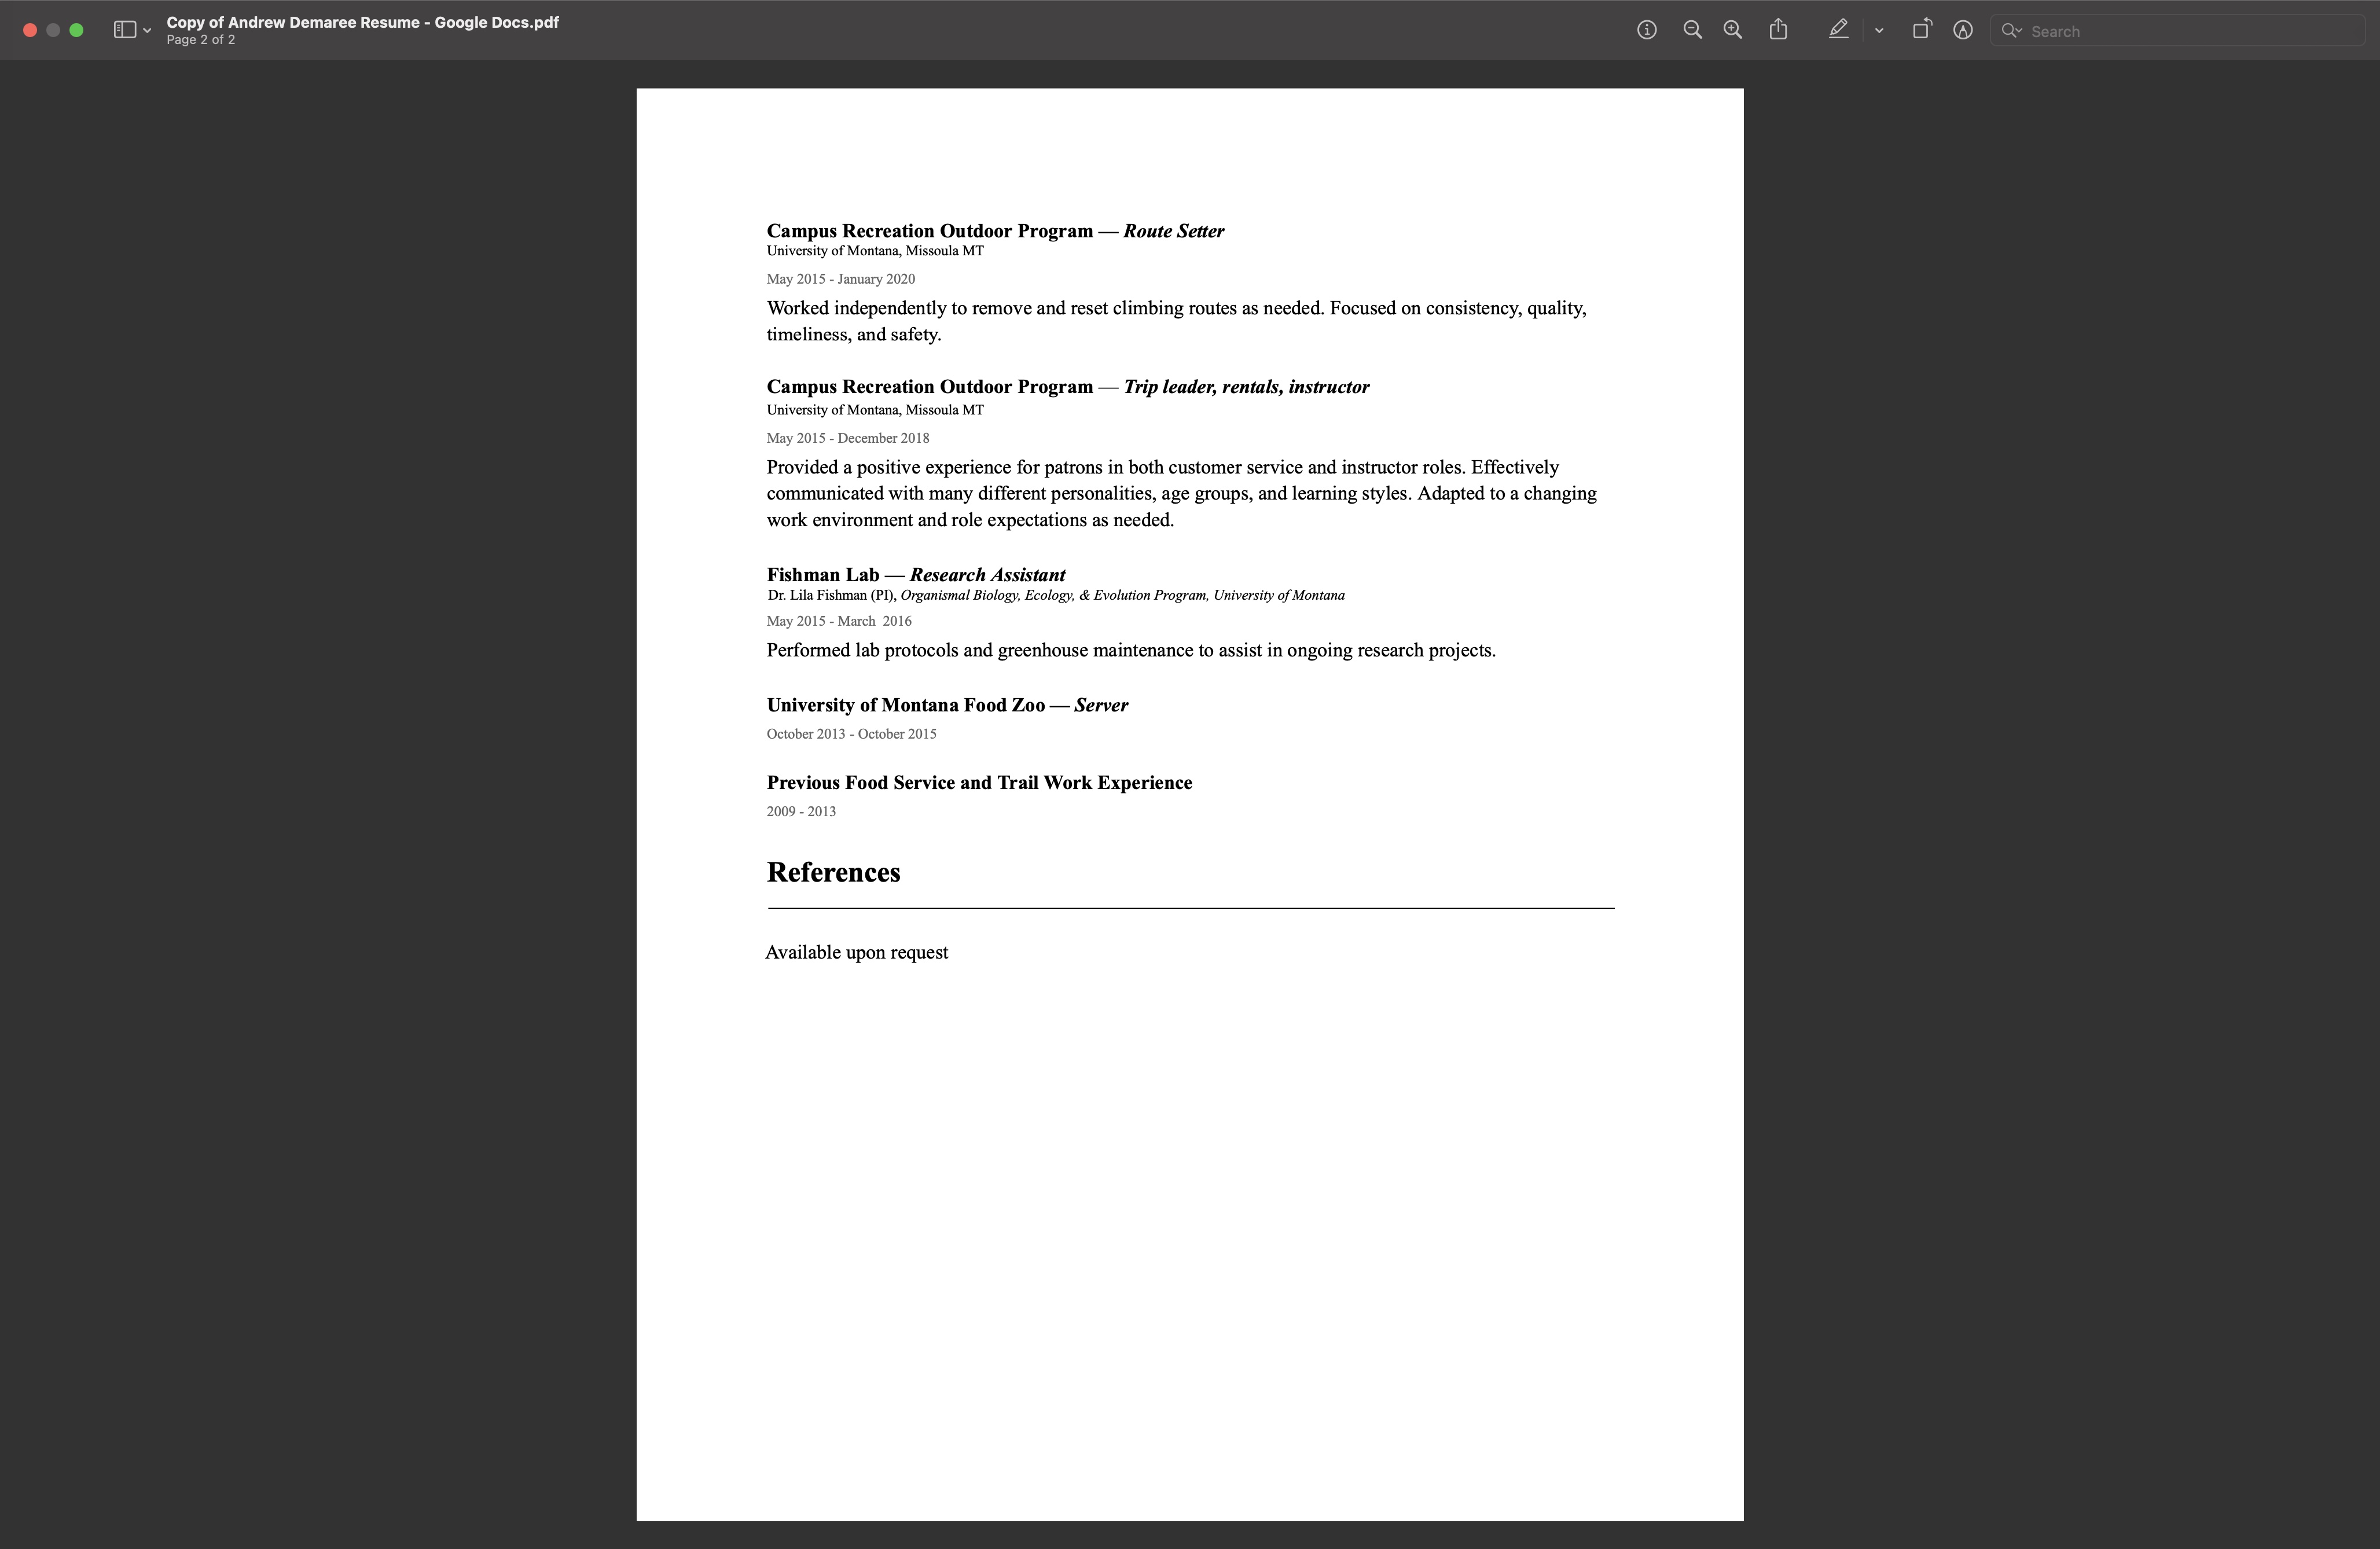 Copy of Andrew Demaree Resume - Google Docs.pdf
Page 2 of 2
Search
Campus Recreation Outdoor Program — Route Setter
University of Montana, Missoula MT
May 2015 - January 2020
Worked independently to remove and reset climbing routes as needed. Focused on consistency, quality,
timeliness, and safety.
Campus Recreation Outdoor Program — Trip leader, rentals, instructor
University of Montana, Missoula MT
May 2015 - December 2018
Provided a positive experience for patrons in both customer service and instructor roles. Effectively
communicated with many different personalities, age groups, and learning styles. Adapted to a changing
work environment and role expectations as needed.
Fishman Lab — Research Assistant
Dr. Lila Fishman (PI), Organismal Biology, Ecology, & Evolution Program, University of Montana
May 2015 - March  2016
Performed lab protocols and greenhouse maintenance to assist in ongoing research projects.
University of Montana Food Zoo — Server
October 2013 - October 2015
Previous Food Service and Trail Work Experience
2009 - 2013
References
Available upon request